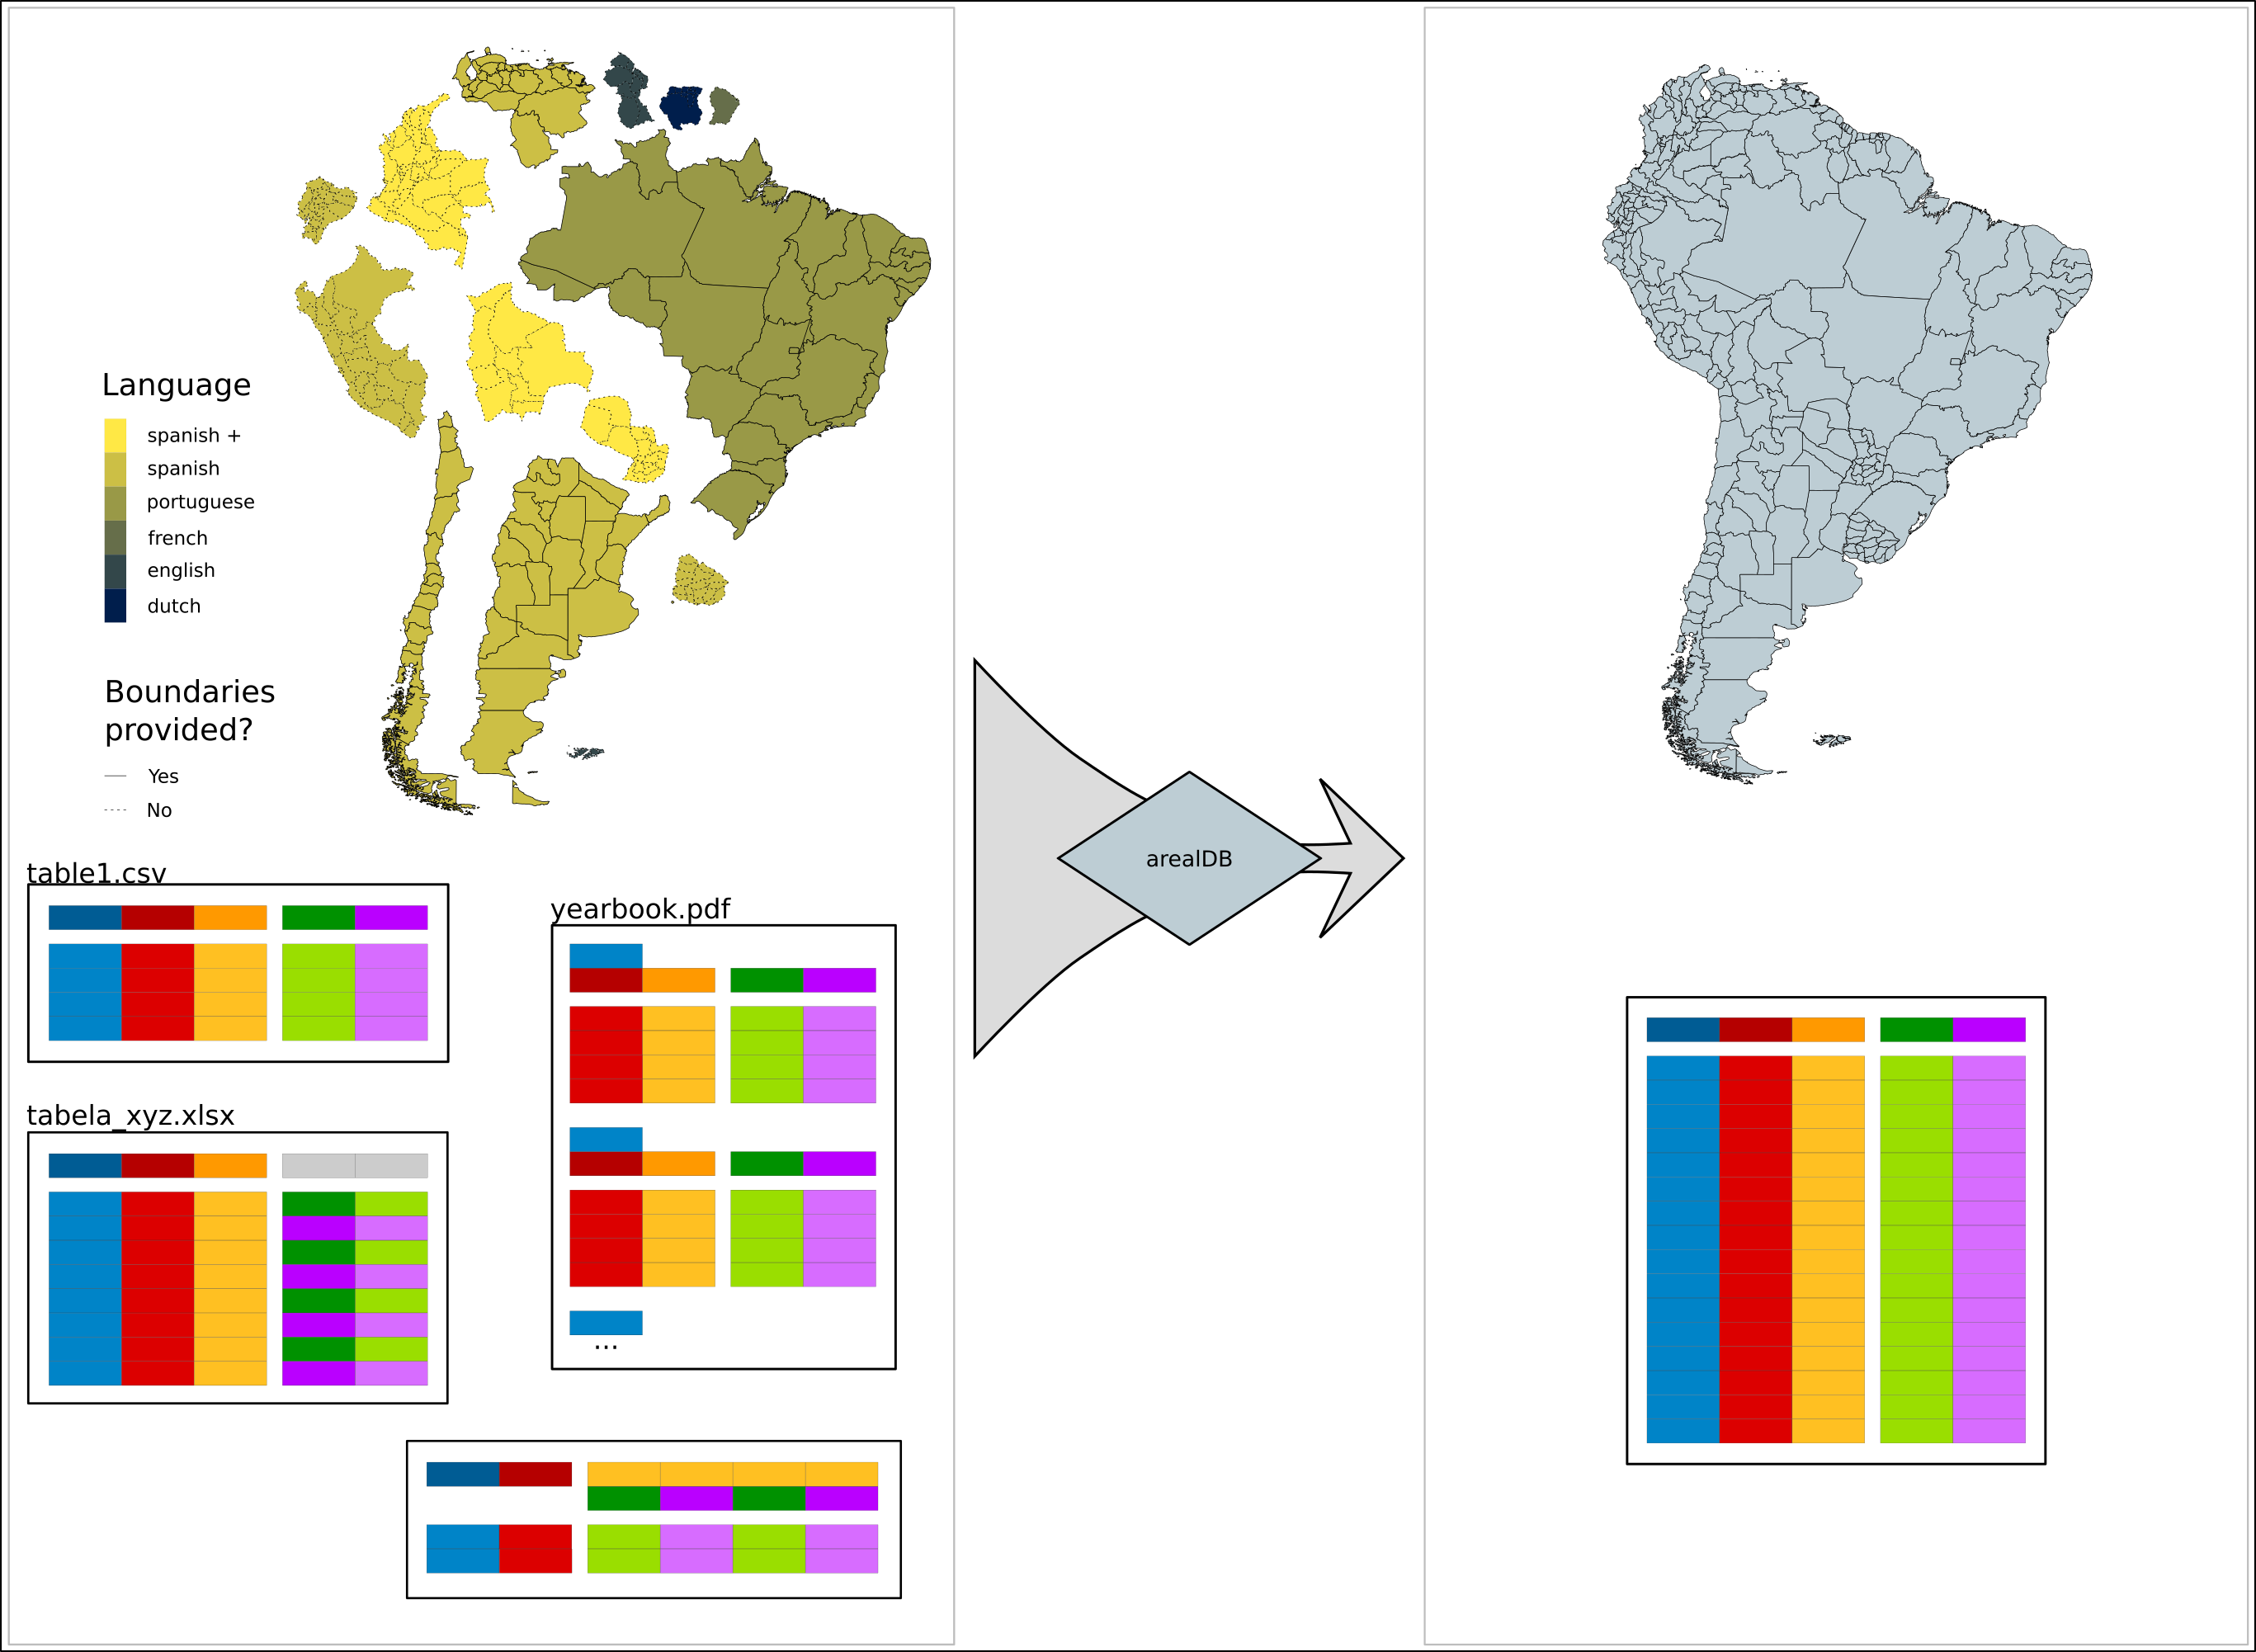 Language
spanish +
spanish
portuguese
french
english
dutch
Boundaries
provided?
Yes
No
table1.csv
yearbook.pdf
tabela_xyz.xlsx
...
arealDB